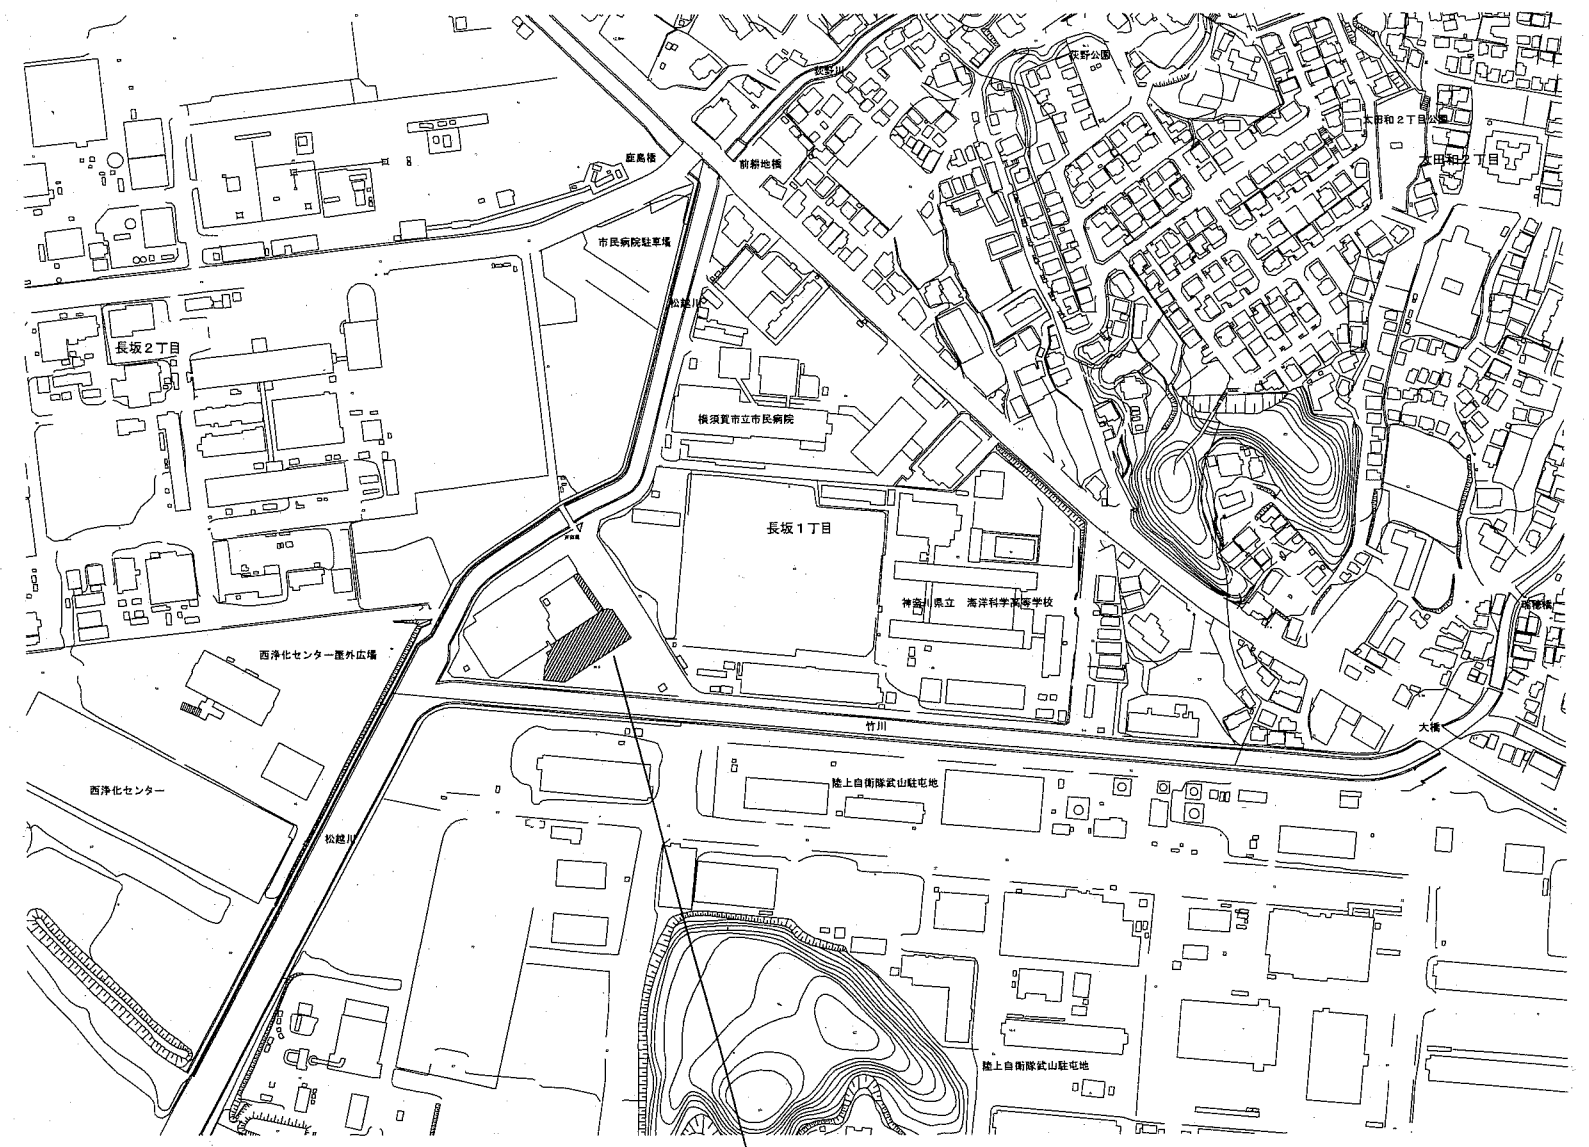 荻野川
荻野公園
太田和２丁目公園
太田和２丁目
鹿島橋
前耕地橋
市民病院駐車場
松越川
長坂２丁目
横須賀市立市民病院
長坂１丁目
神奈川県立　海洋科学高等学校
瑞穂橋
西浄化センター屋外広場
竹川
大橋
西浄化センター
陸上自衛隊武山駐屯地
松越川
陸上自衛隊武山駐屯地